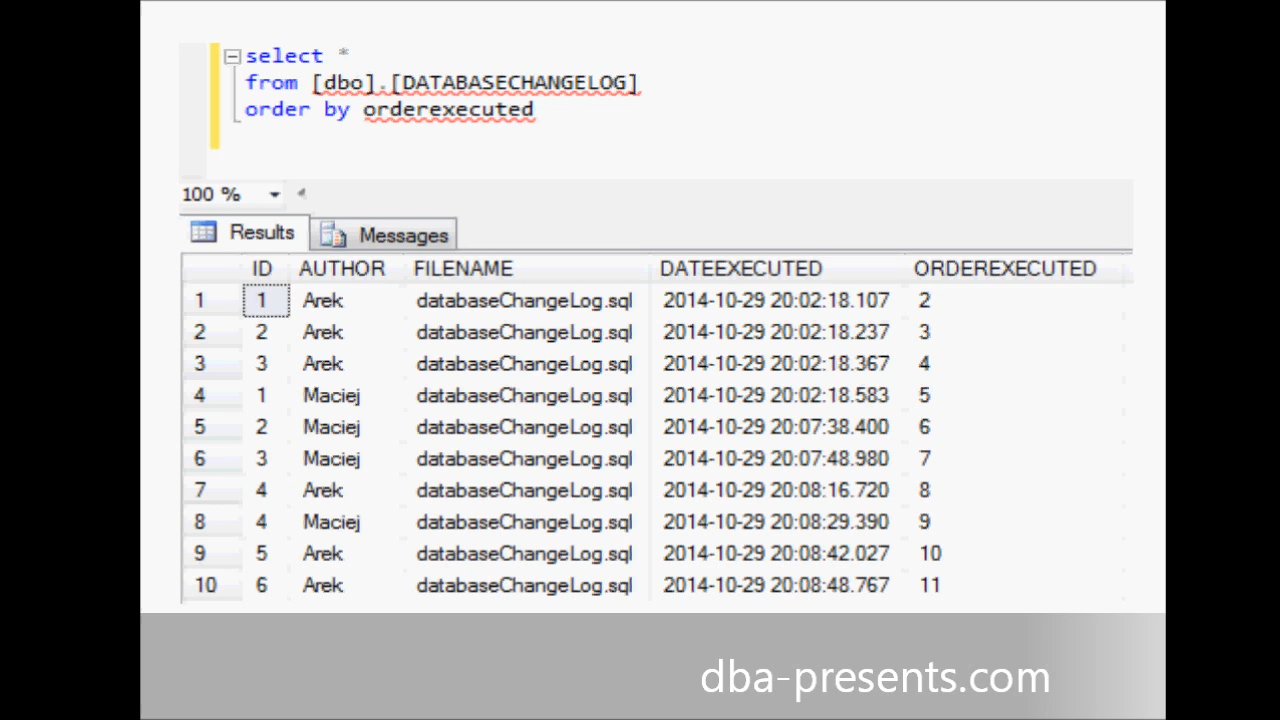 select *
from [dbo].[DATABASECHANGELOG]
order by orderexecuted
100 %
Results Messages
ID AUTHOR FILENAME DATEEXECUTED ORDEREXECUTED
1 1 Arek databaseChangeLog.sql 2014-10-29 20:02:18.107 2
2 2 Arek databaseChangeLog.sql 2014-10-29 20:02:18.237 3
3 3 Arek databaseChangeLog.sql 2014-10-29 20:02:18.367 4
4 1 Maciej databaseChangeLog.sql 2014-10-29 20:02:18.583 5
5 2 Maciej databaseChangeLog.sql 2014-10-29 20:07:38.400 6
6 3 Maciej databaseChangeLog.sql 2014-10-29 20:07:48.980 7
7 4 Arek databaseChangeLog.sql 2014-10-29 20:08:16.720 8
8 4 Maciej databaseChangeLog.sql 2014-10-29 20:08:29.390 9
9 5 Arek databaseChangeLog.sql 2014-10-29 20:08:42.027 10
10 6 Arek databaseChangeLog.sql 2014-10-29 20:08:48.767 11
dba-presents.com